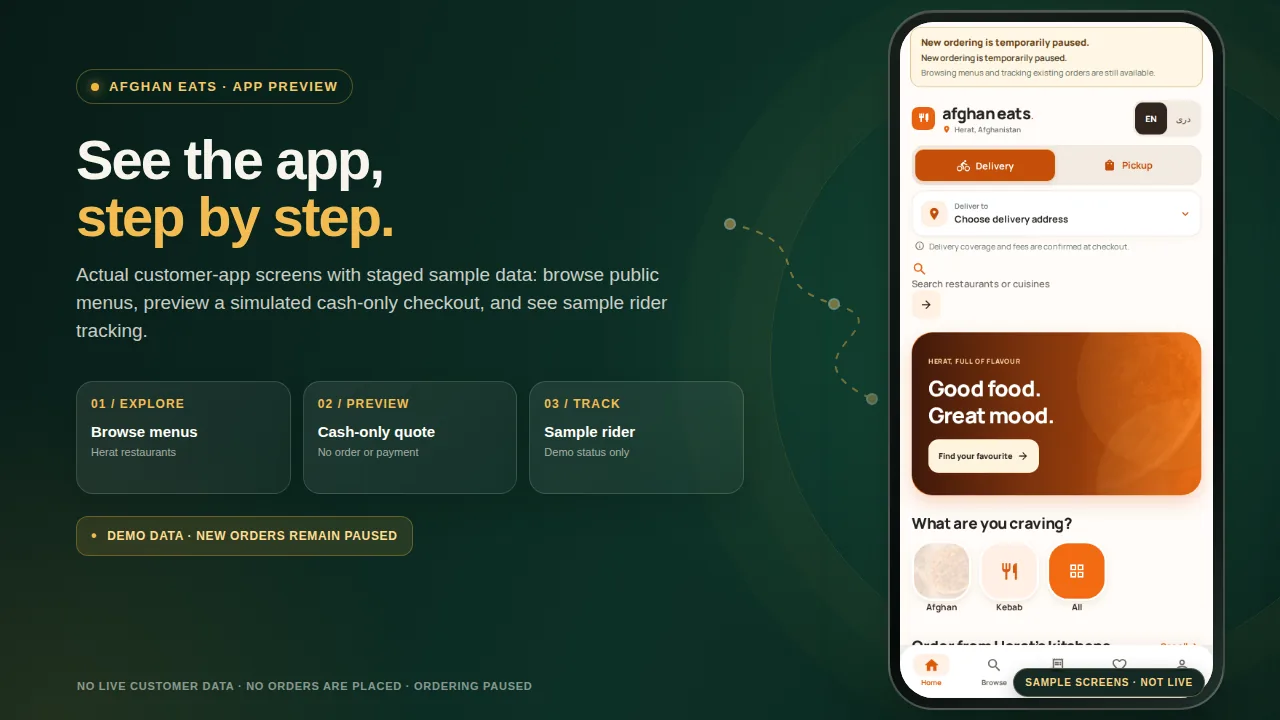 AFGHAN EATS · APP PREVIEW
See the app,
step by step.
Actual customer-app screens with staged sample data: browse public
menus, preview a simulated cash-only checkout, and see sample rider
tracking.
01 / EXPLORE
Browse menus
Herat restaurants
02 / PREVIEW
Cash-only quote
No order or payment
03 / TRACK
Sample rider
Demo status only
• DEMO DATA · NEW ORDERS REMAIN PAUSED
NO LIVE CUSTOMER DATA · NO ORDERS ARE PLACED · ORDERING PAUSED
New ordering is temporarily paused.
New ordering is temporarily paused.
Browsing menus and tracking existing orders are still available.
afghan eats.
Herat, Afghanistan
EN
دری
Delivery
Pickup
Deliver to
Choose delivery address
Delivery coverage and fees are confirmed at checkout.
Search restaurants or cuisines
HERAT, FULL OF FLAVOUR
Good food.
Great mood.
Find your favourite
What are you craving?
Afghan
Kebab
All
Order from Herat's kitchens
Home
Browse
SAMPLE SCREENS · NOT LIVE